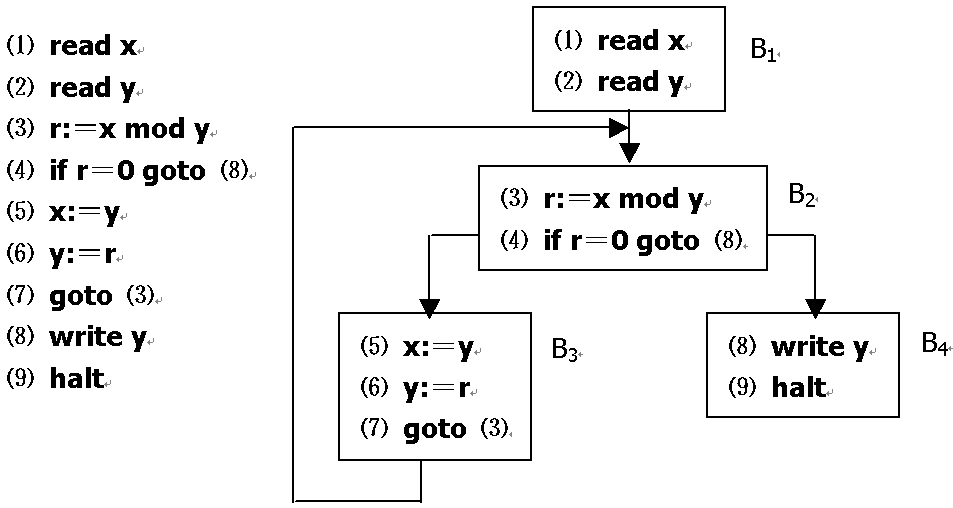 (1) read x
(2) read y
(3) r:=x mod y
(4) if r=0 goto (8)
(5) x:=y
(6) y:=r
(7) goto (3)
(8) write y
(9) halt
(1) read x
(2) read y
B1
(3) r:=x mod y
(4) if r=0 goto (8)
B2
(5) x:=y
(6) y:=r
(7) goto (3)
B3
(8) write y
(9) halt
B4